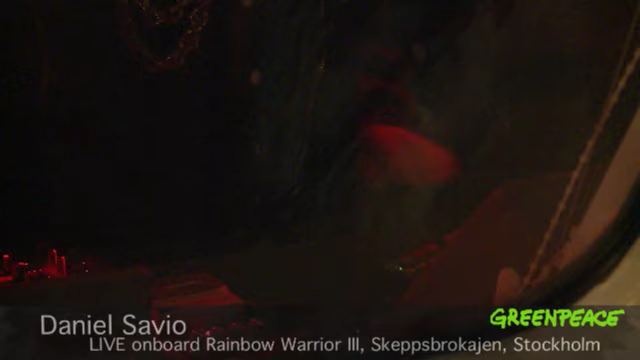 Daniel Savio
GREENPEACE
LIVE onboard Rainbow Warrior III, Skeppsbrokajen, Stockholm